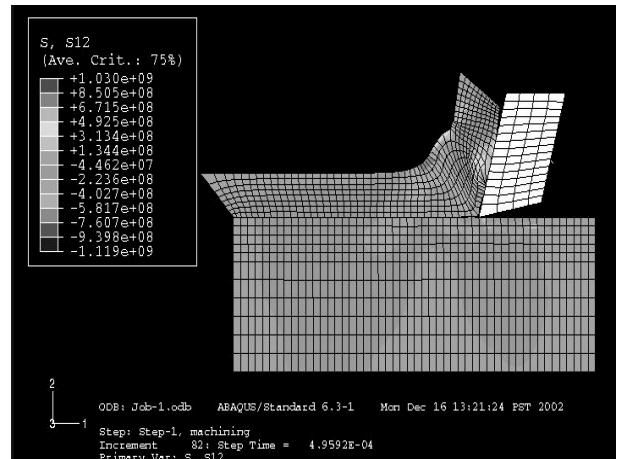 S, S12
(Ave. Crit.: 75%)
+1.030e+09
+8.505e+08
+6.715e+08
+4.925e+08
+3.134e+08
+1.344e+08
-4.462e+07
-2.236e+08
-4.027e+08
-5.817e+08
-7.607e+08
-9.398e+08
-1.119e+09
2
3 1
ODB: Job-1.odb ABAQUS/Standard 6.3-1 Mon Dec 16 13:21:24 PST 2002
Step: Step-1, machining
Increment 82: Step Time = 4.9592E-04
Primary Var: S, S12